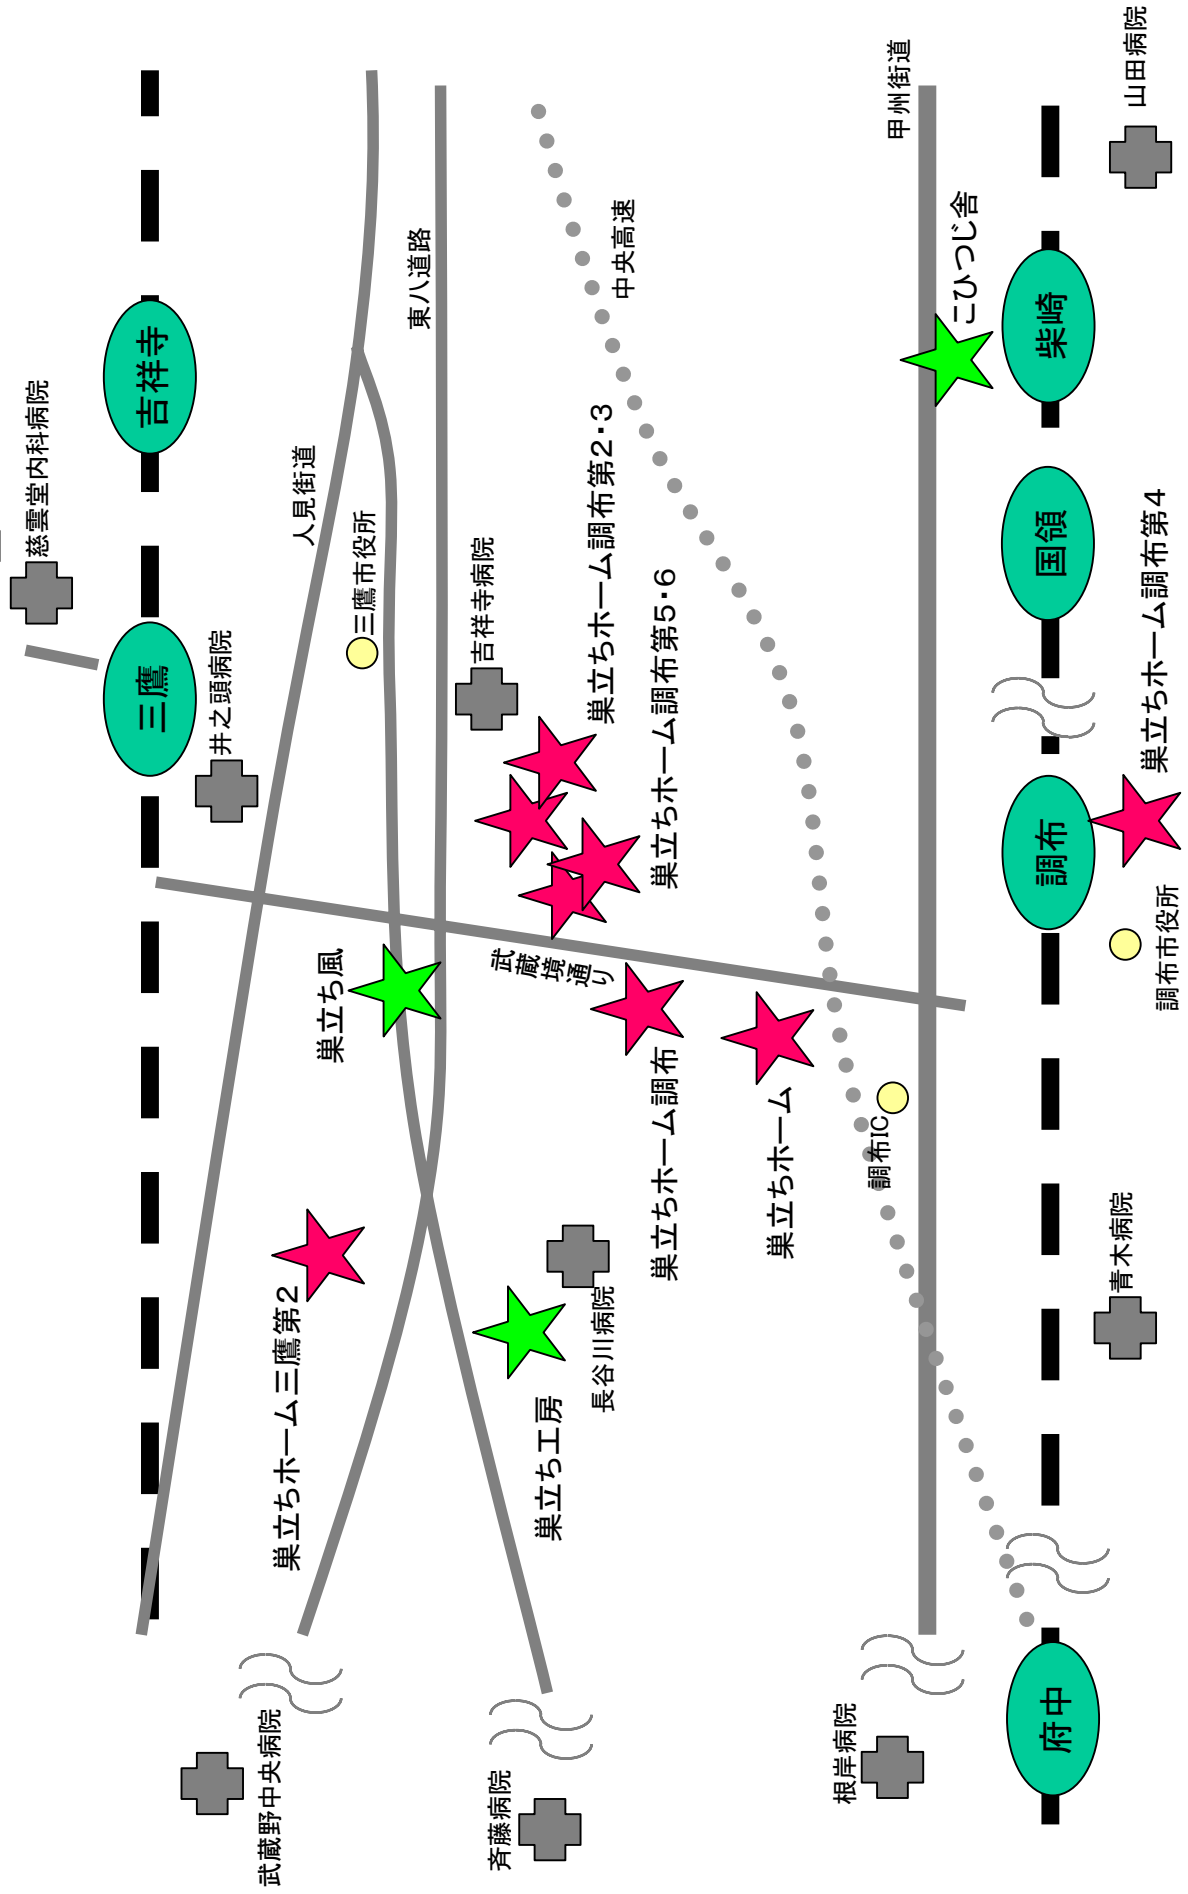 慈雲堂内科病院
三鷹
吉祥寺
井之頭病院
人見街道
三鷹市役所
東八道路
武蔵野中央病院
巣立ちホーム三鷹第2
巣立ち風
吉祥寺病院
斉藤病院
巣立ち工房
長谷川病院
武蔵境通り
巣立ちホーム調布第2・3
巣立ちホーム調布第5・6
中央高速
巣立ちホーム調布
巣立ちホーム
調布IC
甲州街道
こひつじ舎
根岸病院
府中
調布
国領
柴崎
青木病院
調布市役所
巣立ちホーム調布第4
山田病院